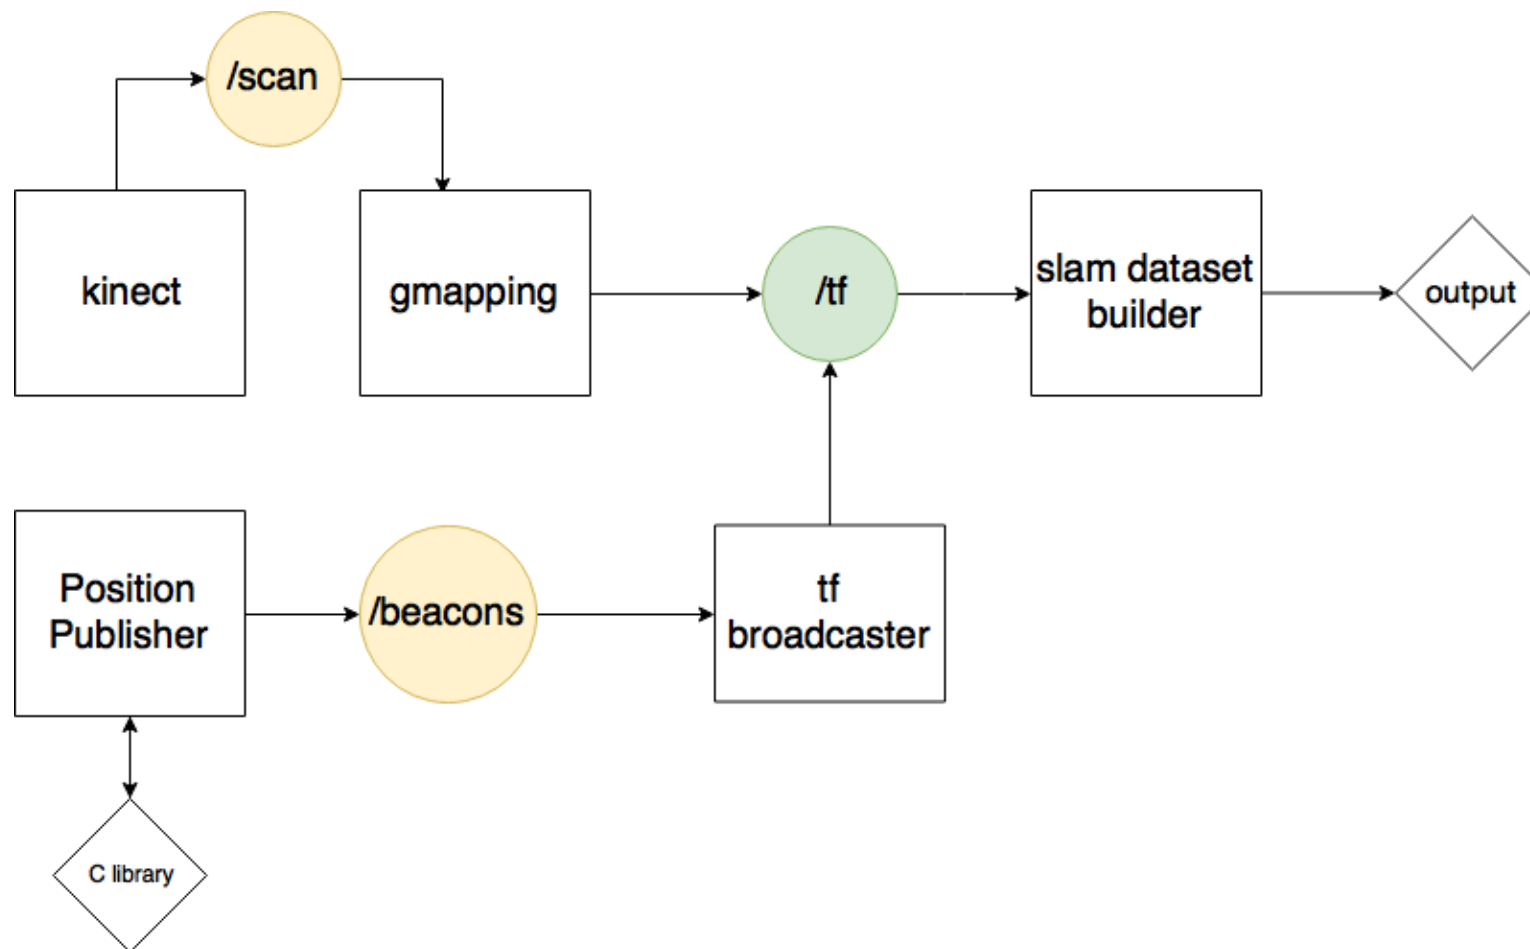 /scan
kinect
gmapping
/tf
slam dataset
builder
output
Position
Publisher
/beacons
tf
broadcaster
C library